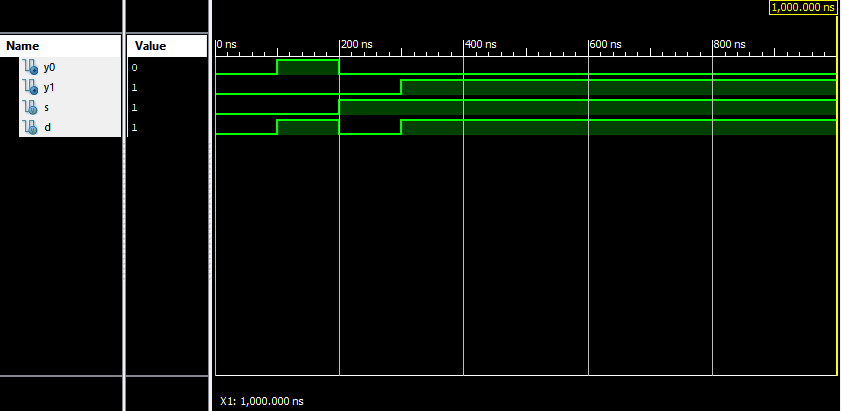 1,000.000 ns
Name Value 0 ns 200 ns 400 ns 600 ns 800 ns
y0 0
y1 1
s 1
d 1
X1: 1,000.000 ns